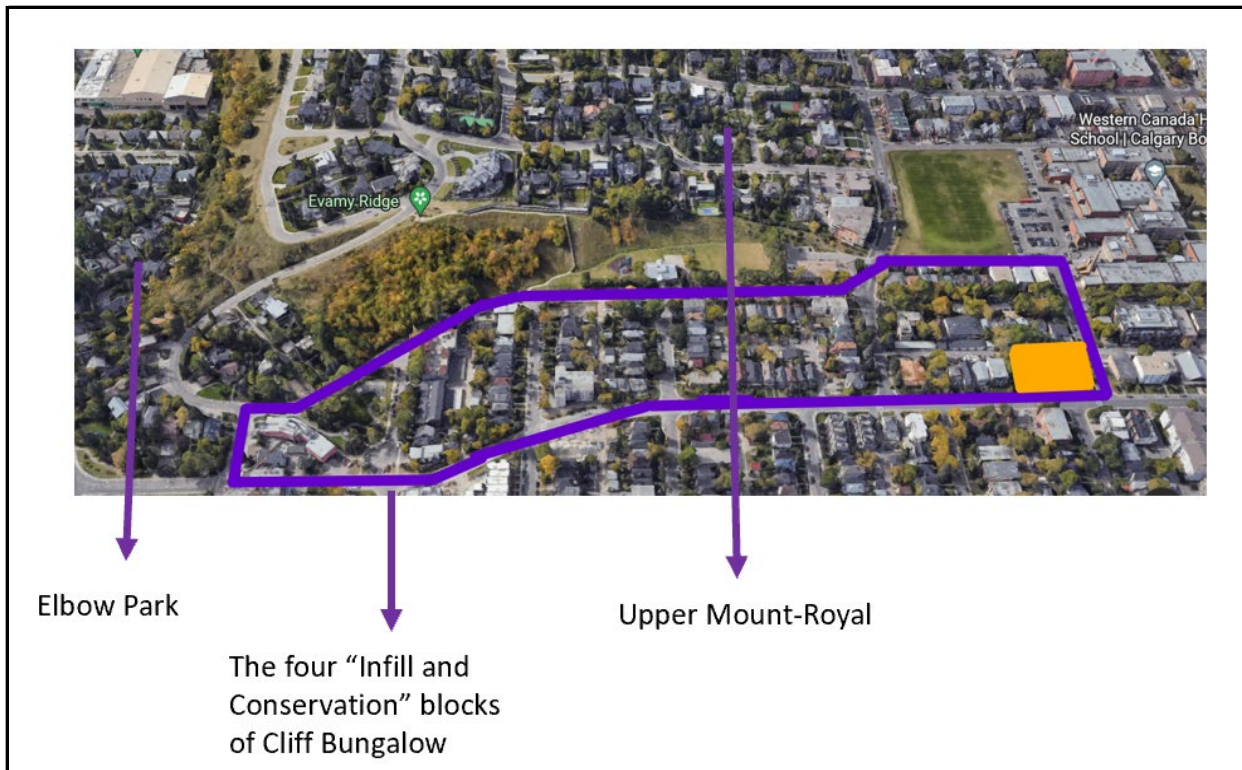 Western Canada H
School | Calgary Bo
Evamy Ridge
Elbow Park
Upper Mount-Royal
The four “Infill and
Conservation” blocks
of Cliff Bungalow